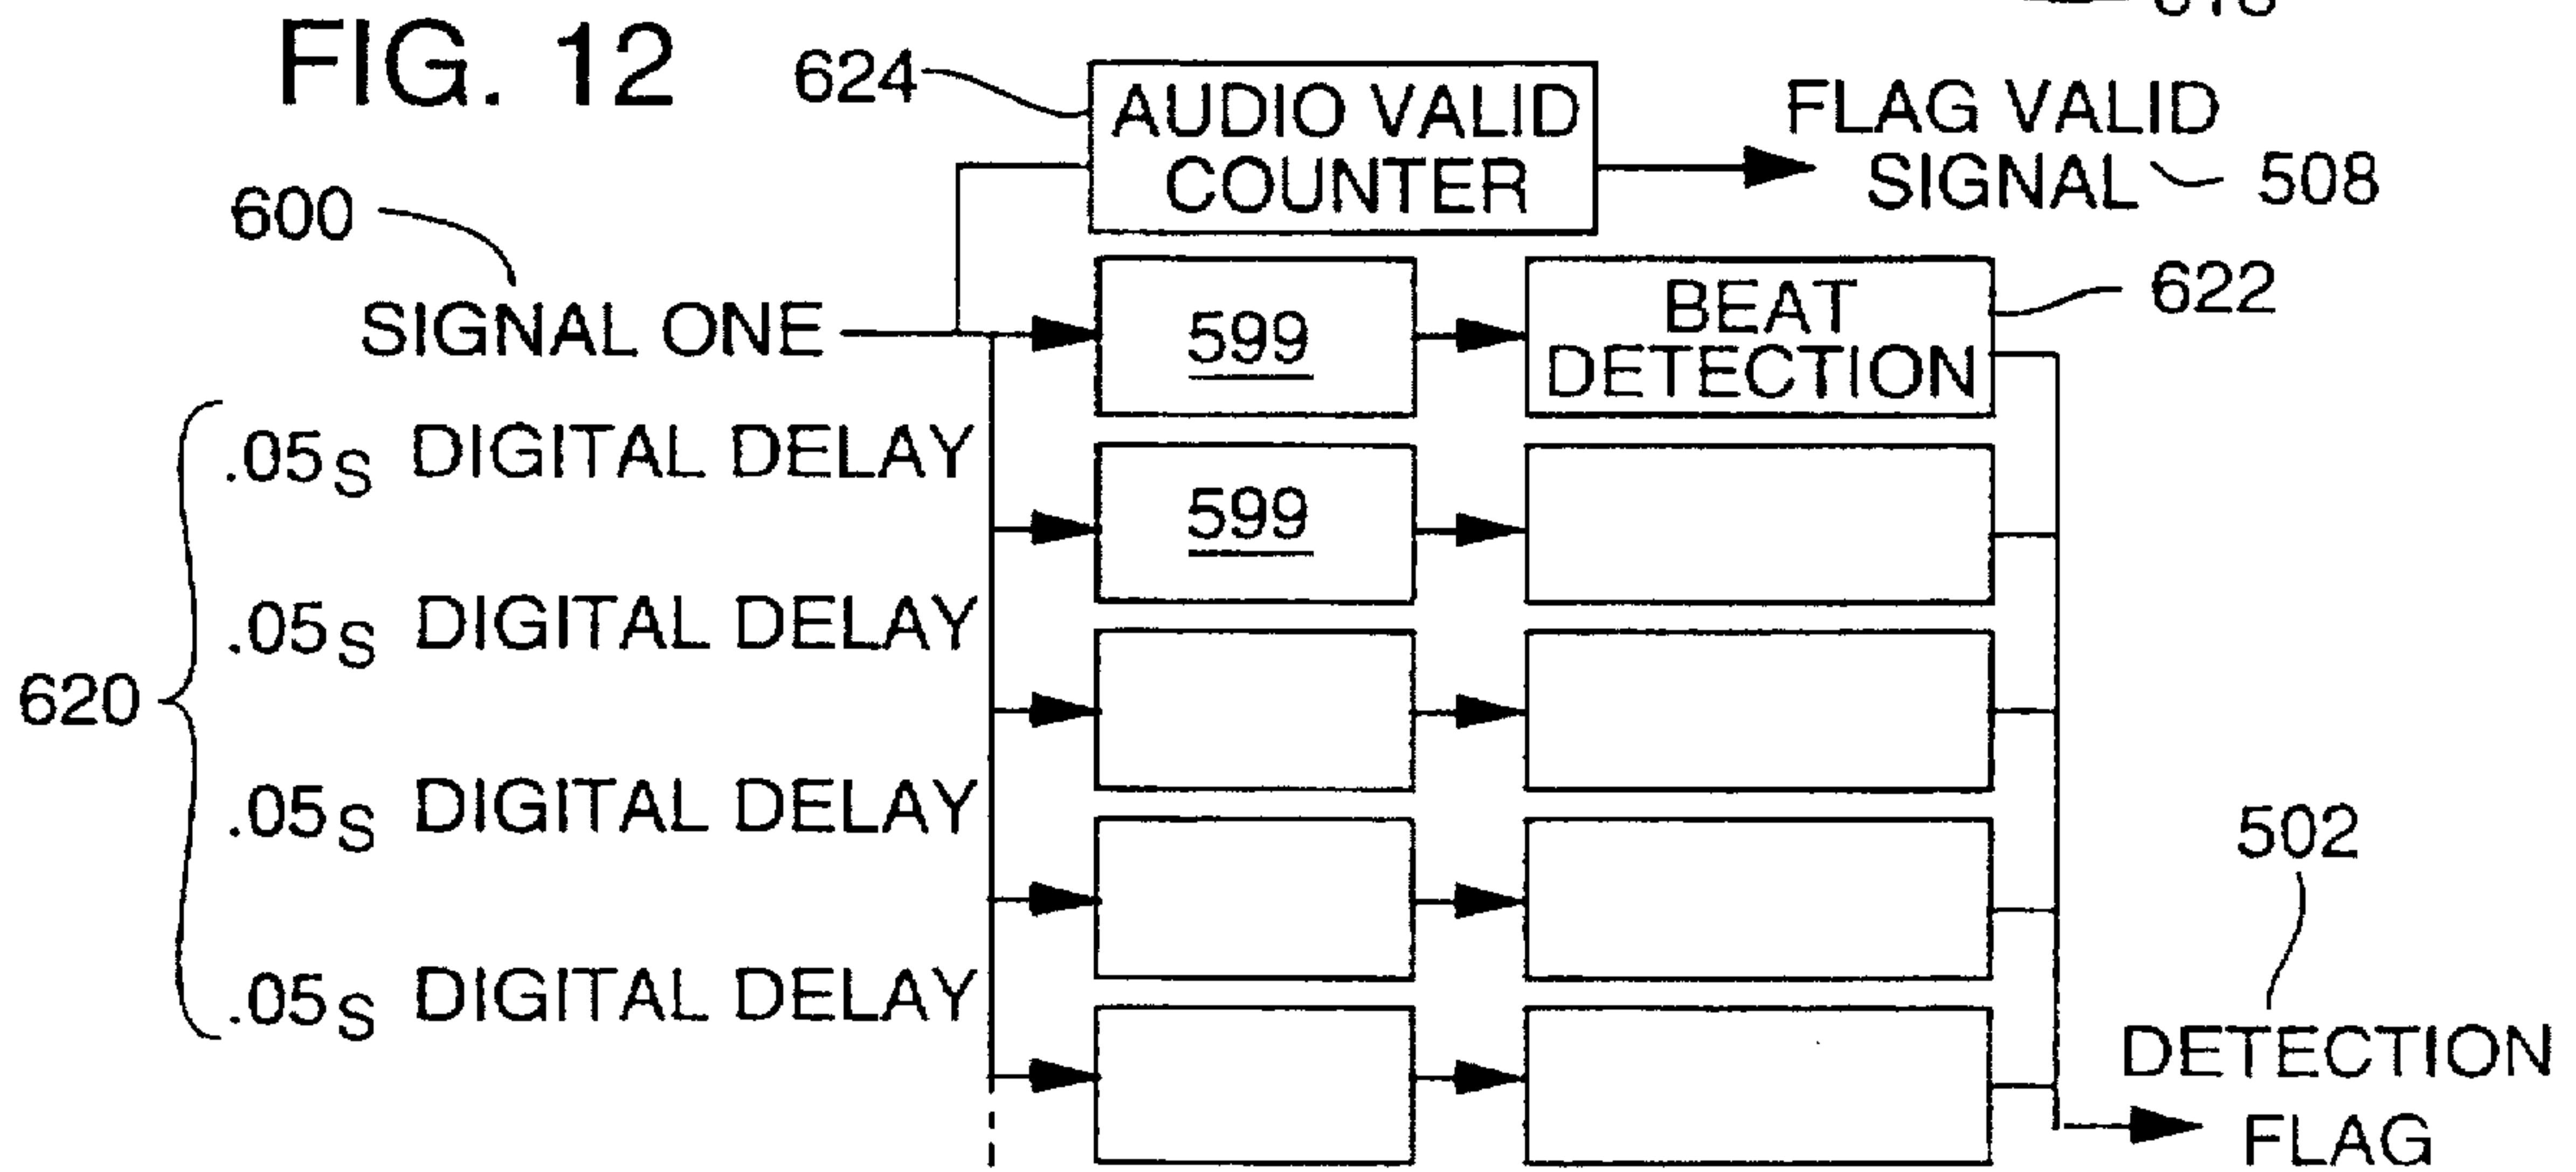 FIG. 12
624
AUDIO VALID
COUNTER
FLAG VALID
SIGNAL
508
600
SIGNAL ONE
599
BEAT
DETECTION
622
.05s DIGITAL DELAY
599
.05s DIGITAL DELAY
620
.05s DIGITAL DELAY
502
.05s DIGITAL DELAY
DETECTION
FLAG